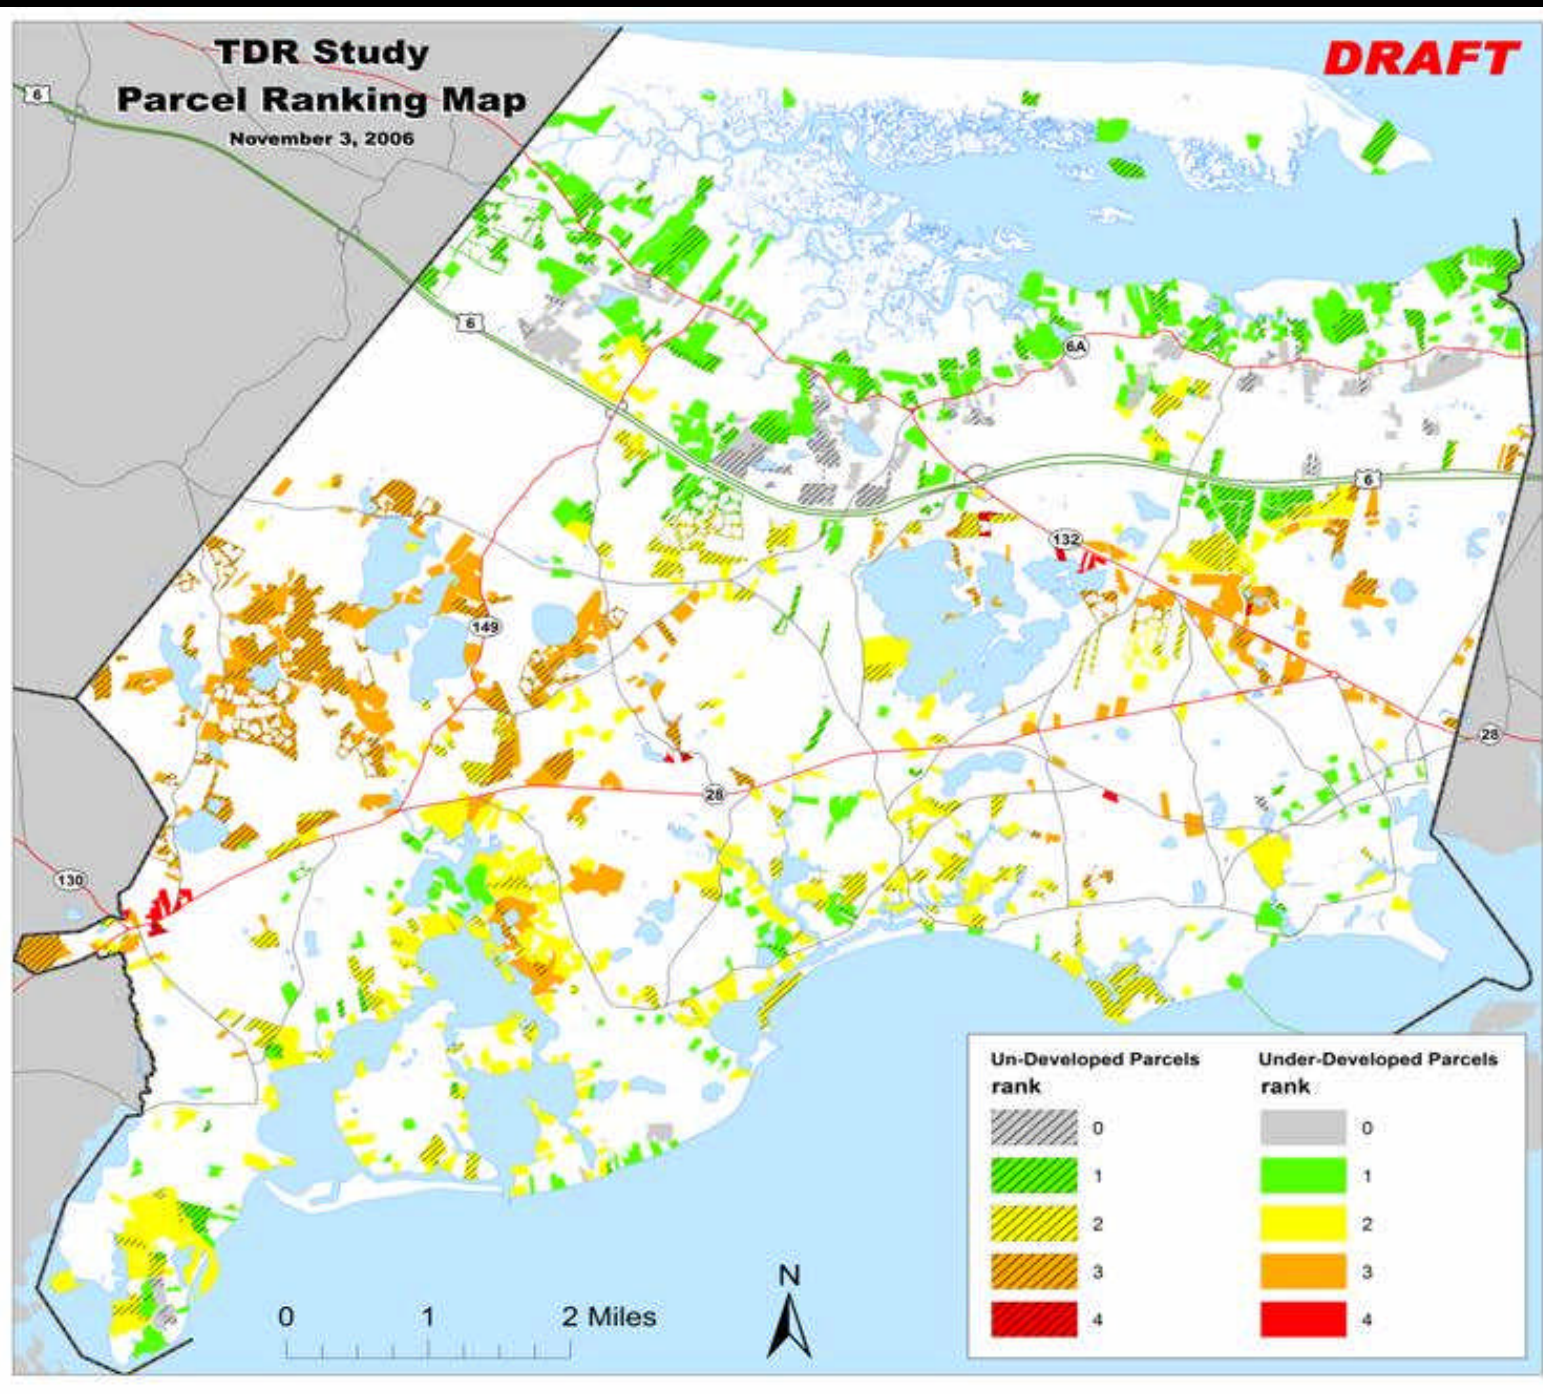 TDR Study
Parcel Ranking Map
November 3, 2006
DRAFT
6
6
6A
6
132
149
28
28
130
Un-Developed Parcels
rank
0
1
2
3
4
Under-Developed Parcels
rank
0
1
2
3
4
N
0 1 2 Miles